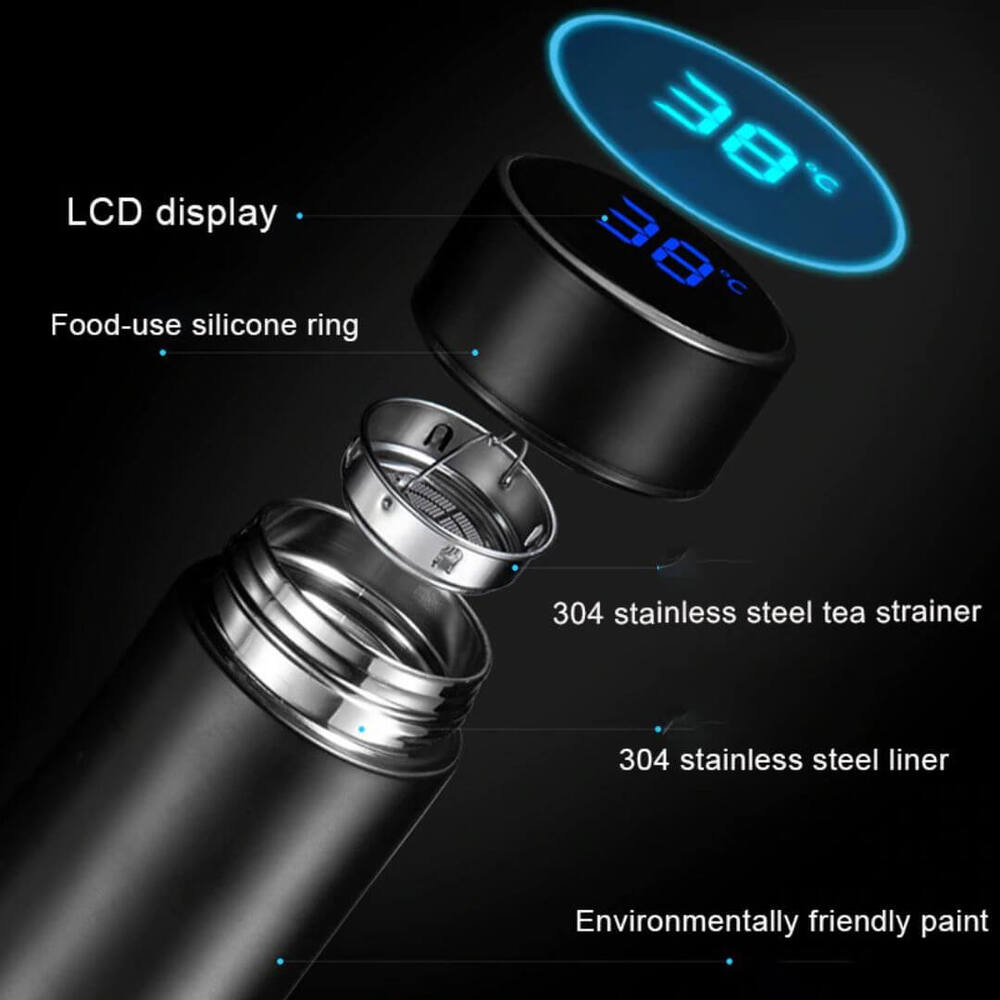 38 °C
38 °C
LCD display
Food-use silicone ring
304 stainless steel tea strainer
304 stainless steel liner
Environmentally friendly paint